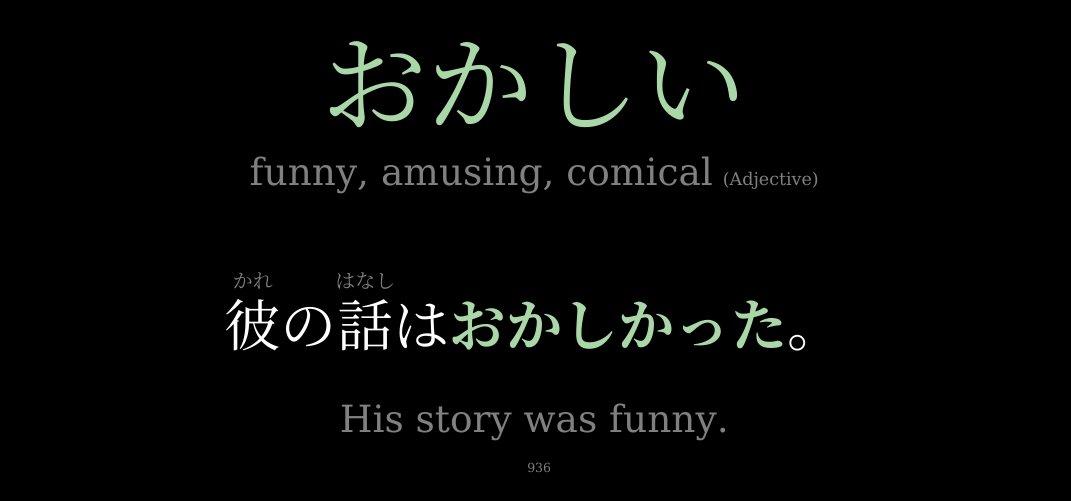 おかしい
funny, amusing, comical (Adjective)
かれ はなし
彼の話はおかしかった。
His story was funny.
936